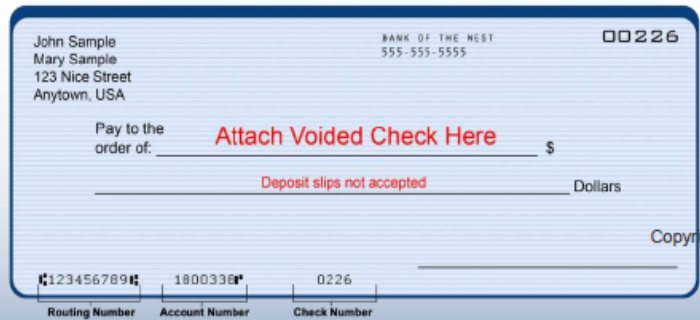 John Sample
Mary Sample
123 Nice Street
Anytown, USA
BANK OF THE NEST
555-555-5555
00226
Pay to the
order of: Attach Voided Check Here $
Deposit slips not accepted Dollars
Copyr
⑆123456789⑆ 1800338⑈ 0226
Routing Number Account Number Check Number